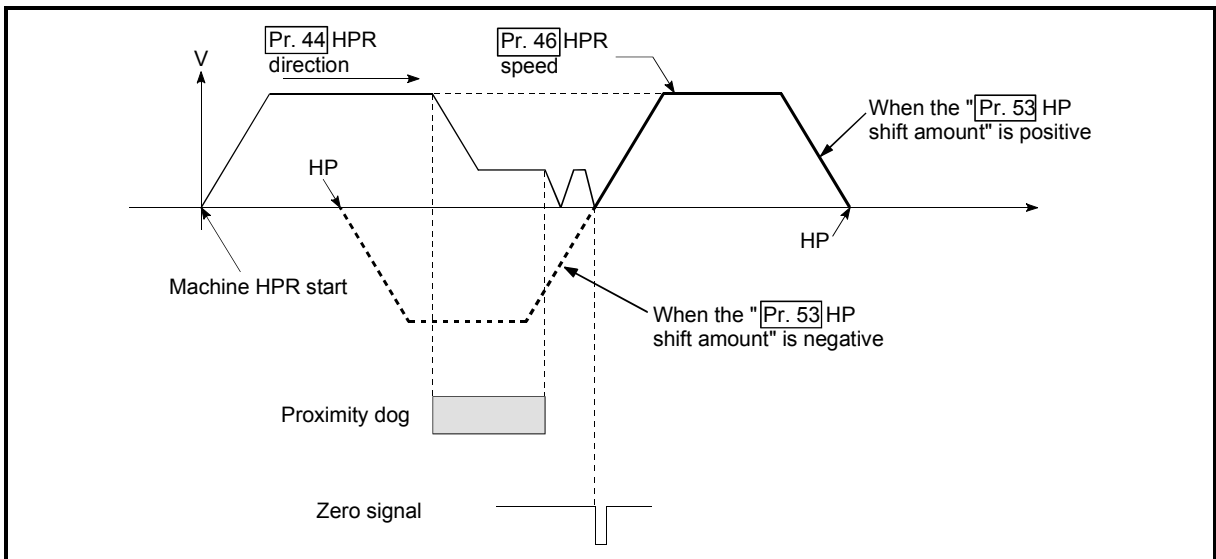 Pr. 44 HPR
direction
Pr. 46 HPR
speed
V
When the "Pr. 53 HP
shift amount" is positive
HP
HP
Machine HPR start
When the "Pr. 53 HP
shift amount" is negative
Proximity dog
Zero signal